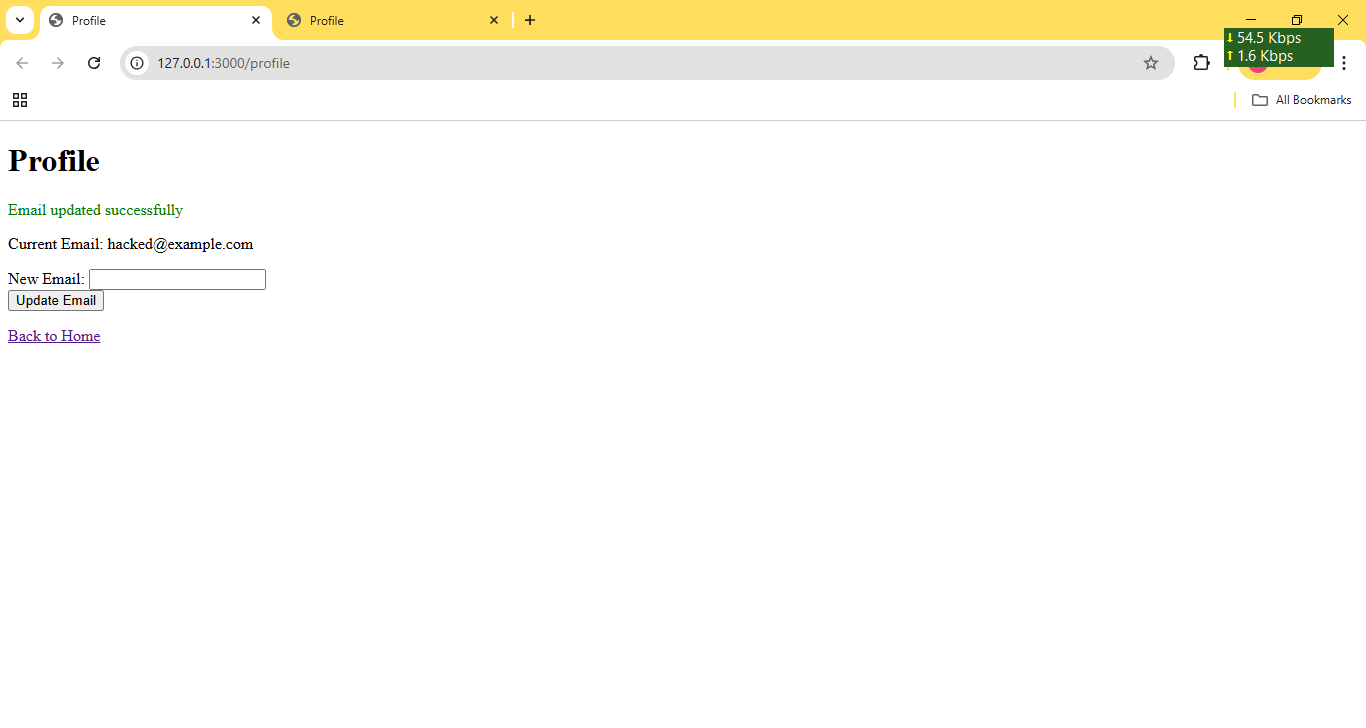 Profile
Profile
↓ 54.5 Kbps
↑ 1.6 Kbps
127.0.0.1:3000/profile
All Bookmarks
Profile
Email updated successfully
Current Email: hacked@example.com
New Email:
Update Email
Back to Home